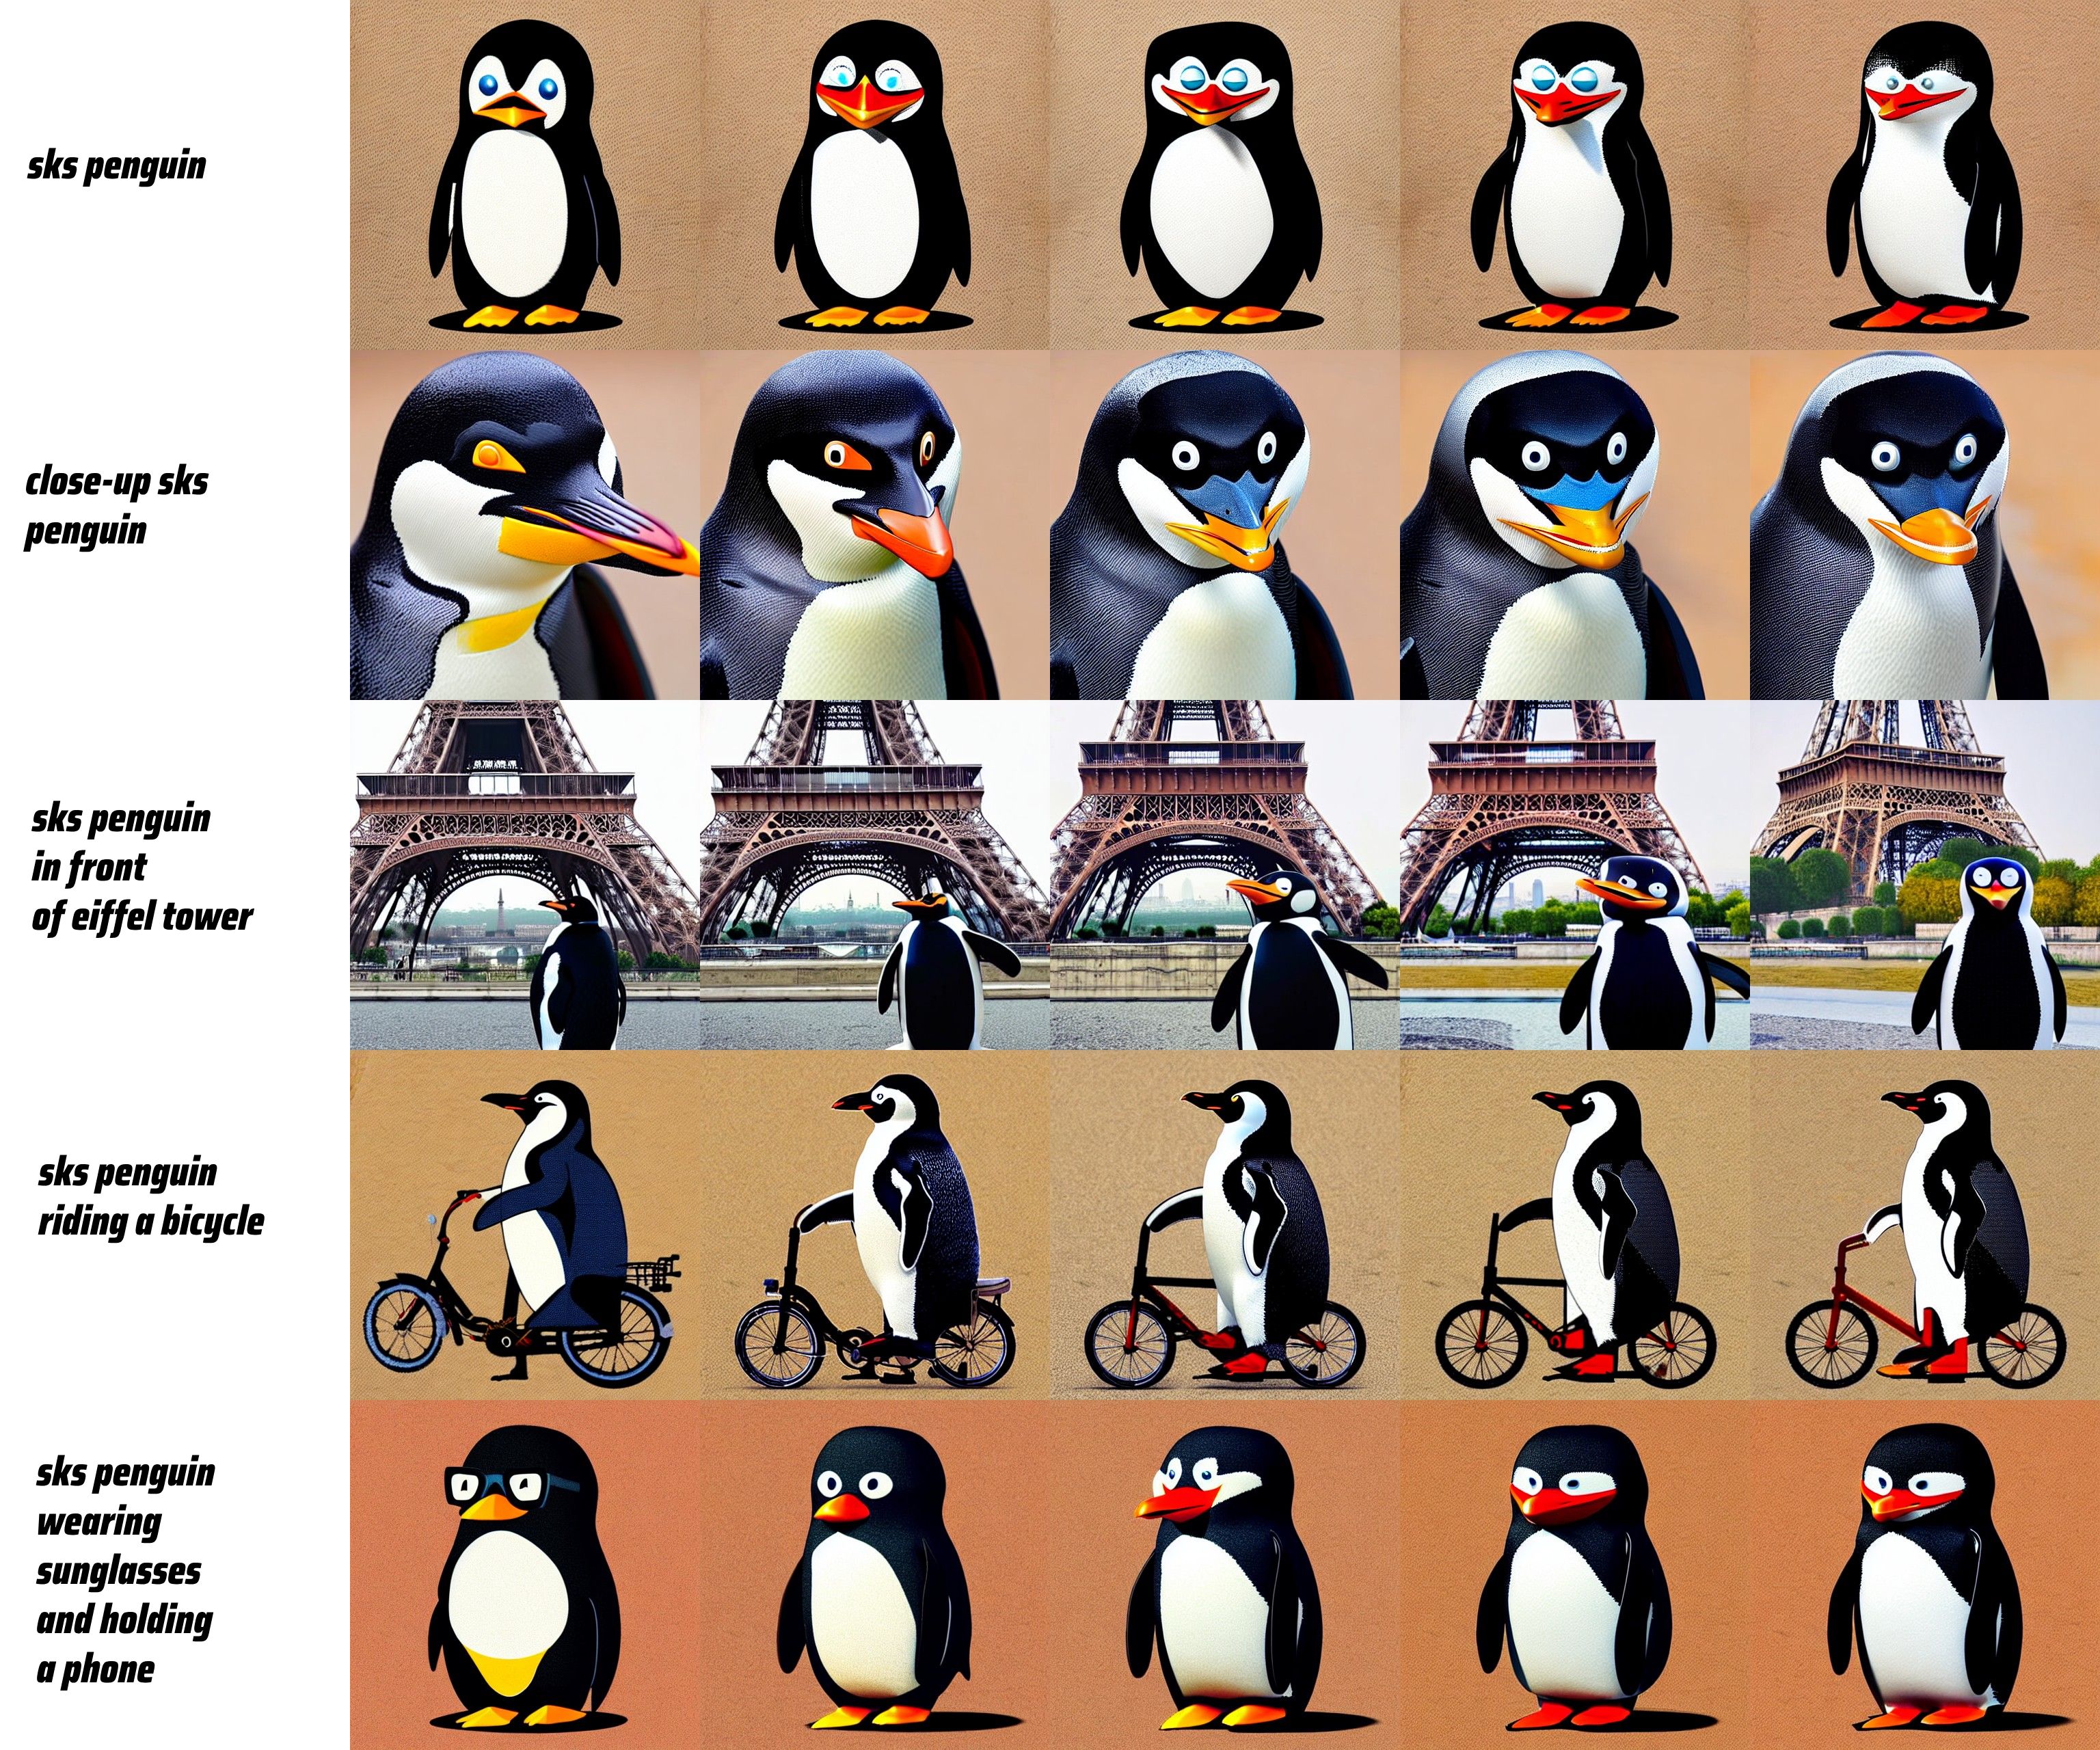 sks penguin
close-up sks
penguin
sks penguin
in front
of eiffel tower
sks penguin
riding a bicycle
sks penguin
wearing
sunglasses
and holding
a phone